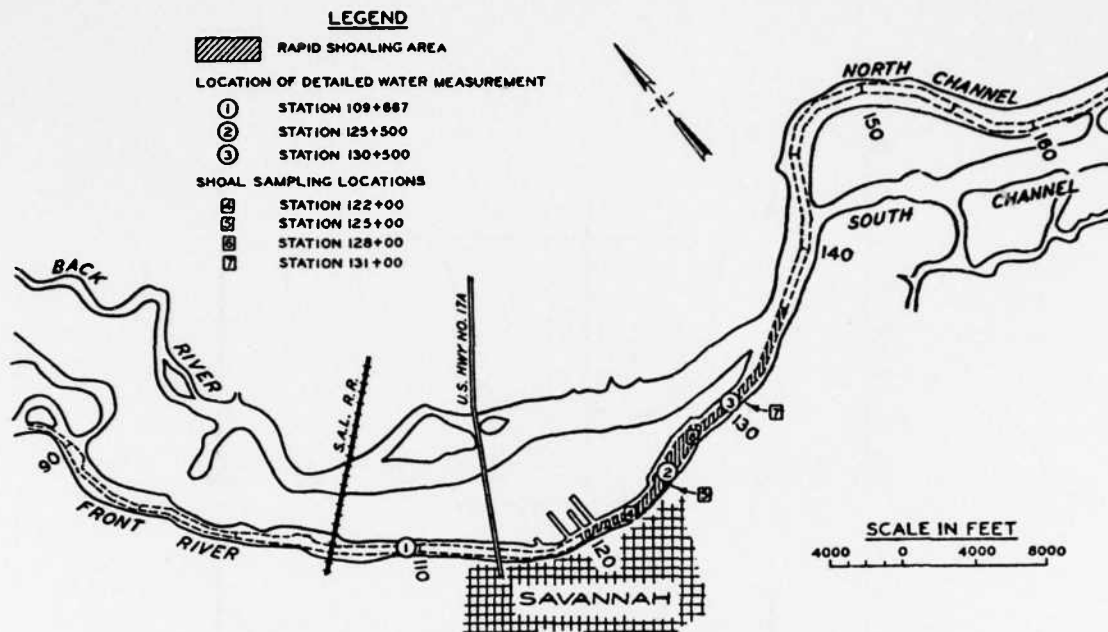 LEGEND
RAPID SHOALING AREA
LOCATION OF DETAILED WATER MEASUREMENT
1 STATION 109+667
2 STATION 125+500
3 STATION 130+500
SHOAL SAMPLING LOCATIONS
4 STATION 122+00
5 STATION 125+00
6 STATION 128+00
7 STATION 131+00
N
NORTH CHANNEL
150
160
SOUTH CHANNEL
140
BACK RIVER
S.A.L. R.R.
U.S. HWY NO. 17A
3
7
130
6
2
5
4
90
FRONT RIVER
1
110
120
SAVANNAH
SCALE IN FEET
4000 0 4000 8000